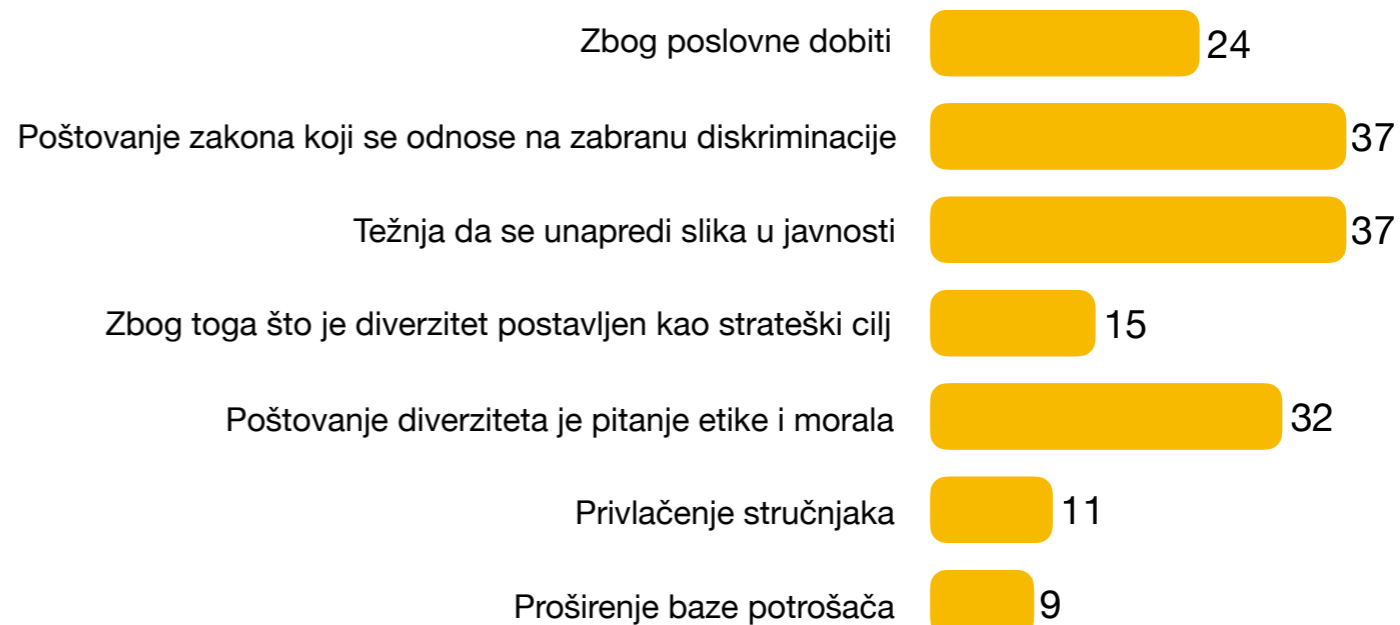 Zbog poslovne dobiti 24
Poštovanje zakona koji se odnose na zabranu diskriminacije 37
Težnja da se unapredi slika u javnosti 37
Zbog toga što je diverzitet postavljen kao strateški cilj 15
Poštovanje diverziteta je pitanje etike i morala 32
Privlačenje stručnjaka 11
Proširenje baze potrošača 9